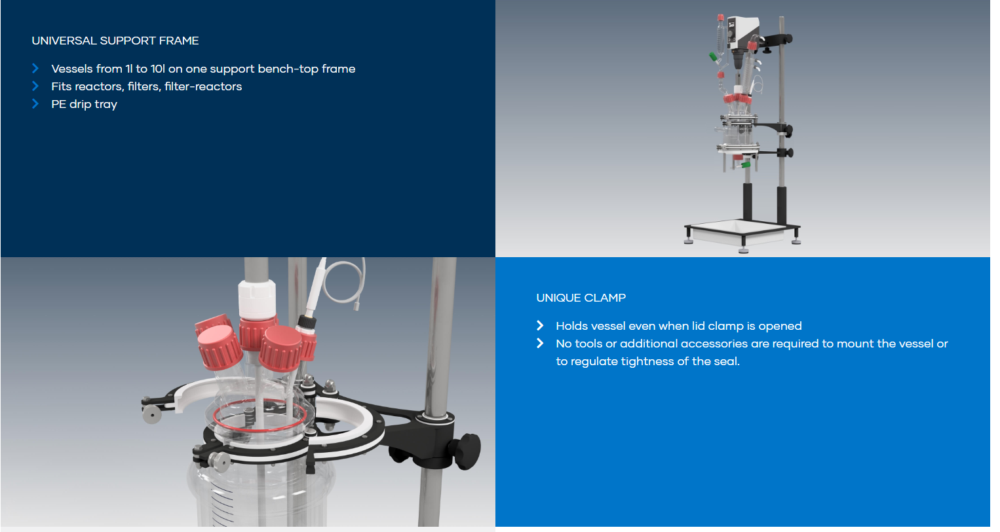 UNIVERSAL SUPPORT FRAME
Vessels from 1l to 10l on one support bench-top frame
Fits reactors, filters, filter-reactors
PE drip tray
UNIQUE CLAMP
Holds vessel even when lid clamp is opened
No tools or additional accessories are required to mount the vessel or
to regulate tightness of the seal.